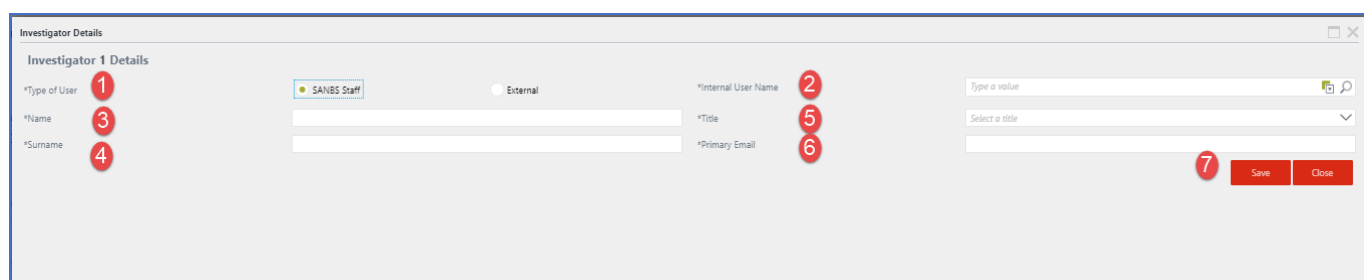 Investigator Details
Investigator 1 Details
*Type of User 1 SANBS Staff External *Internal User Name 2 Type a value
*Name 3 *Title 5 Select a title
*Surname 4 *Primary Email 6
7 Save Close